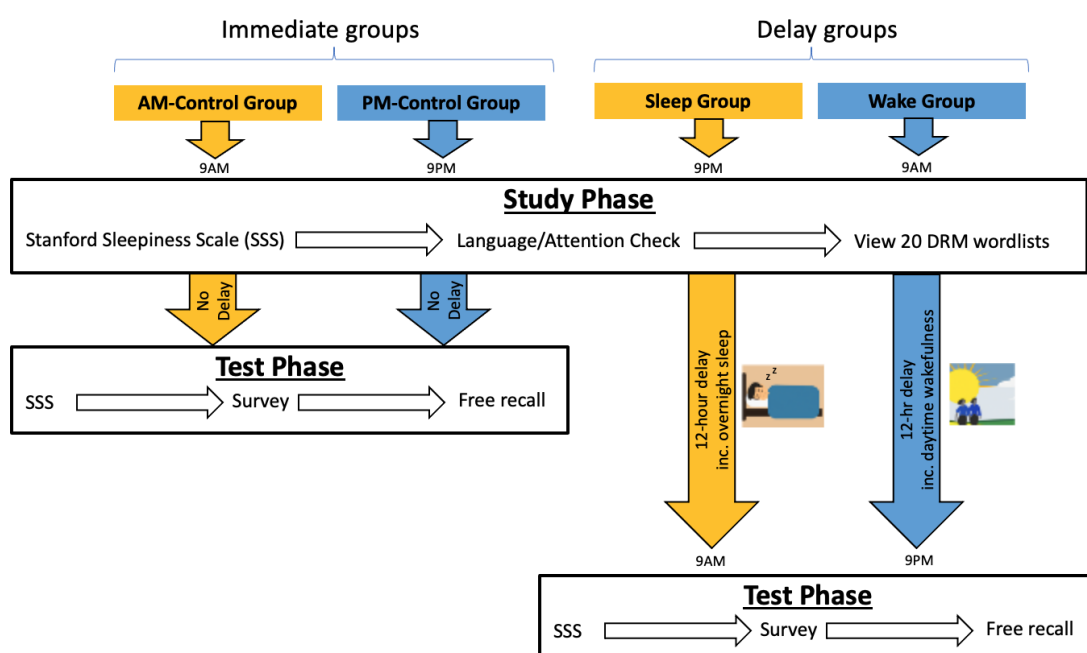 Immediate groups
Delay groups
AM-Control Group
PM-Control Group
Sleep Group
Wake Group
9AM
9PM
9PM
9AM
Study Phase
Stanford Sleepiness Scale (SSS)
Language/Attention Check
View 20 DRM wordlists
No
Delay
No
Delay
12-hour delay
inc. overnight sleep
z z
12-hr delay
inc. daytime wakefulness
Test Phase
SSS
Survey
Free recall
9AM
9PM
Test Phase
SSS
Survey
Free recall